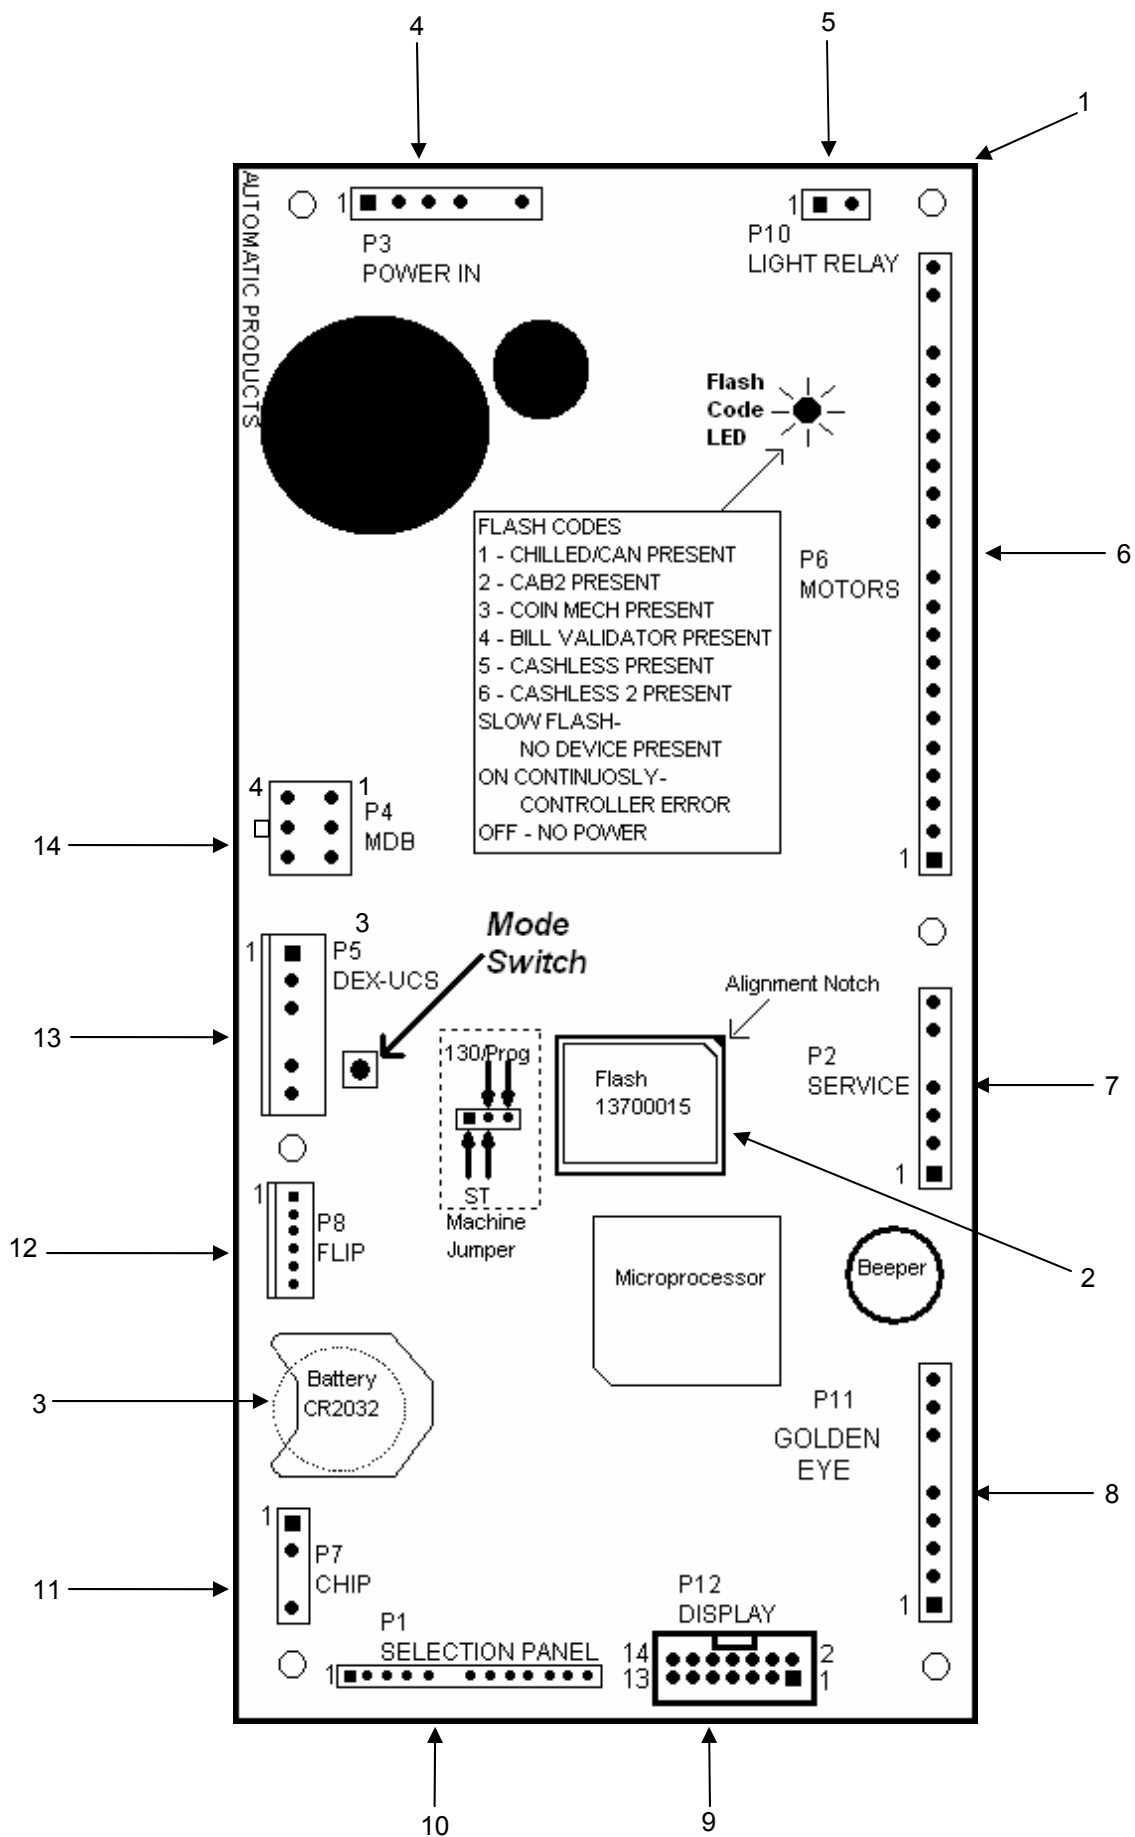 4
5
1
AUTOMATIC PRODUCTS
1
P3
POWER IN
1
P10
LIGHT RELAY
Flash
Code
LED
FLASH CODES
1 - CHILLED/CAN PRESENT
2 - CAB2 PRESENT
3 - COIN MECH PRESENT
4 - BILL VALIDATOR PRESENT
5 - CASHLESS PRESENT
6 - CASHLESS 2 PRESENT
SLOW FLASH-
NO DEVICE PRESENT
ON CONTINUOSLY-
CONTROLLER ERROR
OFF - NO POWER
P6
MOTORS
6
1
4
1
P4
MDB
14
3
1
P5
DEX-UCS
13
Mode
Switch
Alignment Notch
130/Prog
ST
Machine
Jumper
Flash
13700015
P2
SERVICE
7
1
1
P8
FLIP
12
Microprocessor
Beeper
2
Battery
CR2032
3
P11
GOLDEN
EYE
8
1
1
P7
CHIP
11
P1
SELECTION PANEL
1
P12
DISPLAY
14
2
13
1
10
9